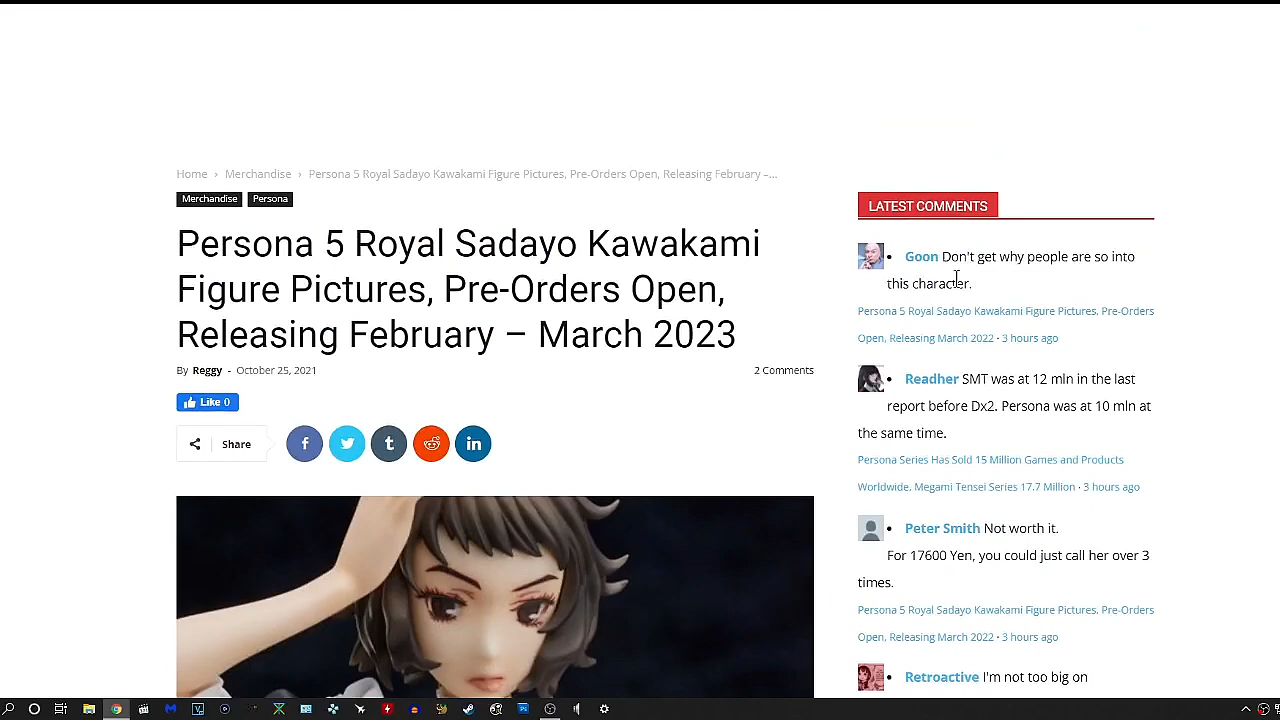 Home › Merchandise › Persona 5 Royal Sadayo Kawakami Figure Pictures, Pre-Orders Open, Releasing February –...
Merchandise Persona
Persona 5 Royal Sadayo Kawakami
Figure Pictures, Pre-Orders Open,
Releasing February – March 2023
By Reggy - October 25, 2021
2 Comments
Like 0
Share
LATEST COMMENTS
Goon Don't get why people are so into
this character.
Persona 5 Royal Sadayo Kawakami Figure Pictures, Pre-Orders
Open, Releasing March 2022 · 3 hours ago
Readher SMT was at 12 mln in the last
report before Dx2. Persona was at 10 mln at
the same time.
Persona Series Has Sold 15 Million Games and Products
Worldwide, Megami Tensei Series 17.7 Million · 3 hours ago
Peter Smith Not worth it.
For 17600 Yen, you could just call her over 3
times.
Persona 5 Royal Sadayo Kawakami Figure Pictures, Pre-Orders
Open, Releasing March 2022 · 3 hours ago
Retroactive I'm not too big on